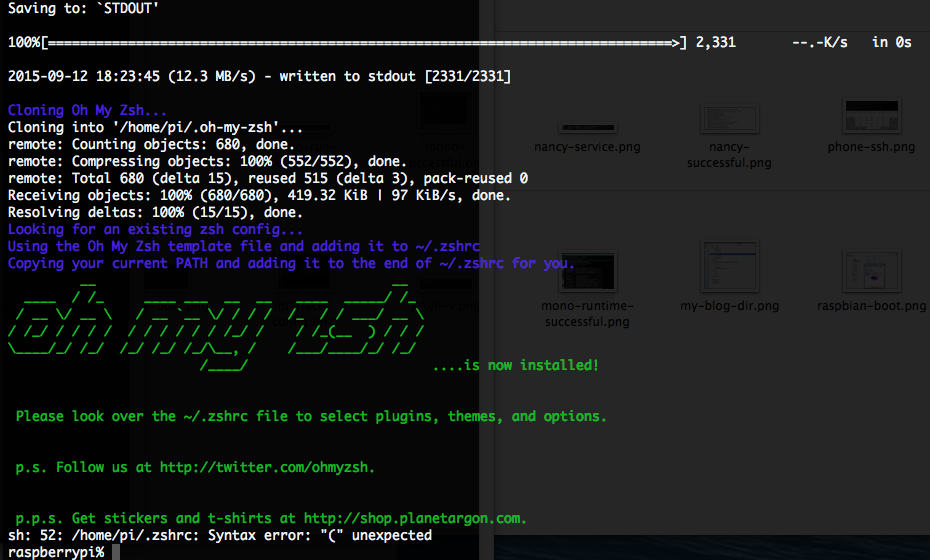 Saving to: `STDOUT'
100%[==============================================================================>] 2,331       --.-K/s   in 0s
2015-09-12 18:23:45 (12.3 MB/s) - written to stdout [2331/2331]
Cloning Oh My Zsh...
Cloning into '/home/pi/.oh-my-zsh'...
remote: Counting objects: 680, done.
remote: Compressing objects: 100% (552/552), done.
remote: Total 680 (delta 15), reused 515 (delta 3), pack-reused 0
Receiving objects: 100% (680/680), 419.32 KiB | 97 KiB/s, done.
Resolving deltas: 100% (15/15), done.
Looking for an existing zsh config...
Using the Oh My Zsh template file and adding it to ~/.zshrc
Copying your current PATH and adding it to the end of ~/.zshrc for you.
oh my zsh
....is now installed!
Please look over the ~/.zshrc file to select plugins, themes, and options.
p.s. Follow us at http://twitter.com/ohmyzsh.
p.p.s. Get stickers and t-shirts at http://shop.planetargon.com.
sh: 52: /home/pi/.zshrc: Syntax error: "(" unexpected
raspberrypi%
nancy-service.png
nancy-
successful.png
phone-ssh.png
mono-runtime-
successful.png
my-blog-dir.png
raspbian-boot.png